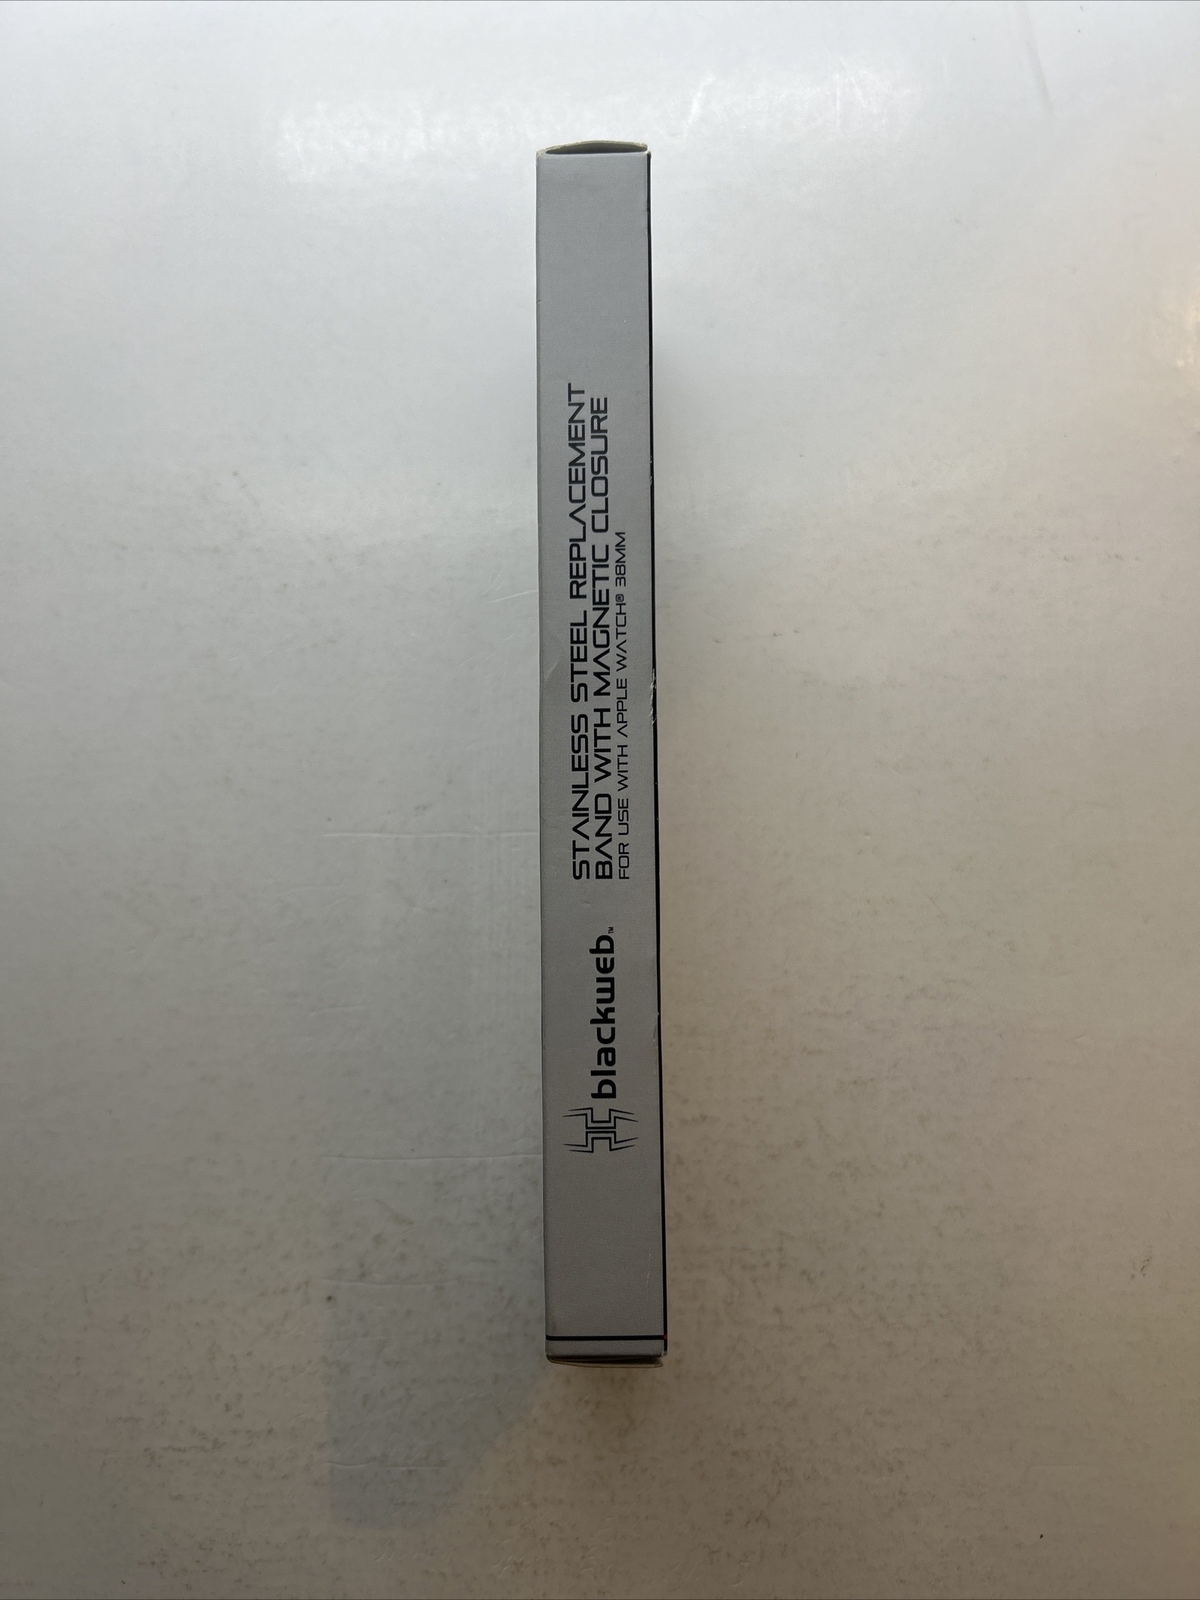 blackweb™
STAINLESS STEEL REPLACEMENT
BAND WITH MAGNETIC CLOSURE
FOR USE WITH APPLE WATCH® 38MM